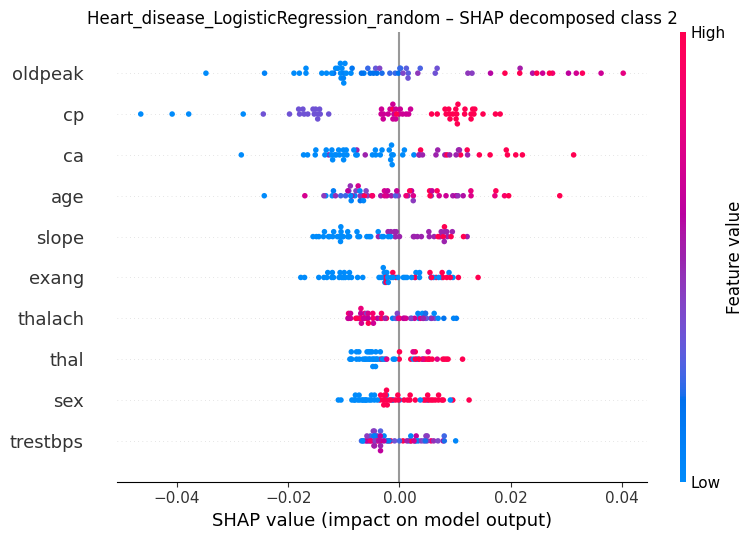 Heart_disease_LogisticRegression_random – SHAP decomposed class 2
High
oldpeak
cp
ca
age
slope
exang
thalach
thal
sex
trestbps
Feature value
Low
−0.04 −0.02 0.00 0.02 0.04
SHAP value (impact on model output)